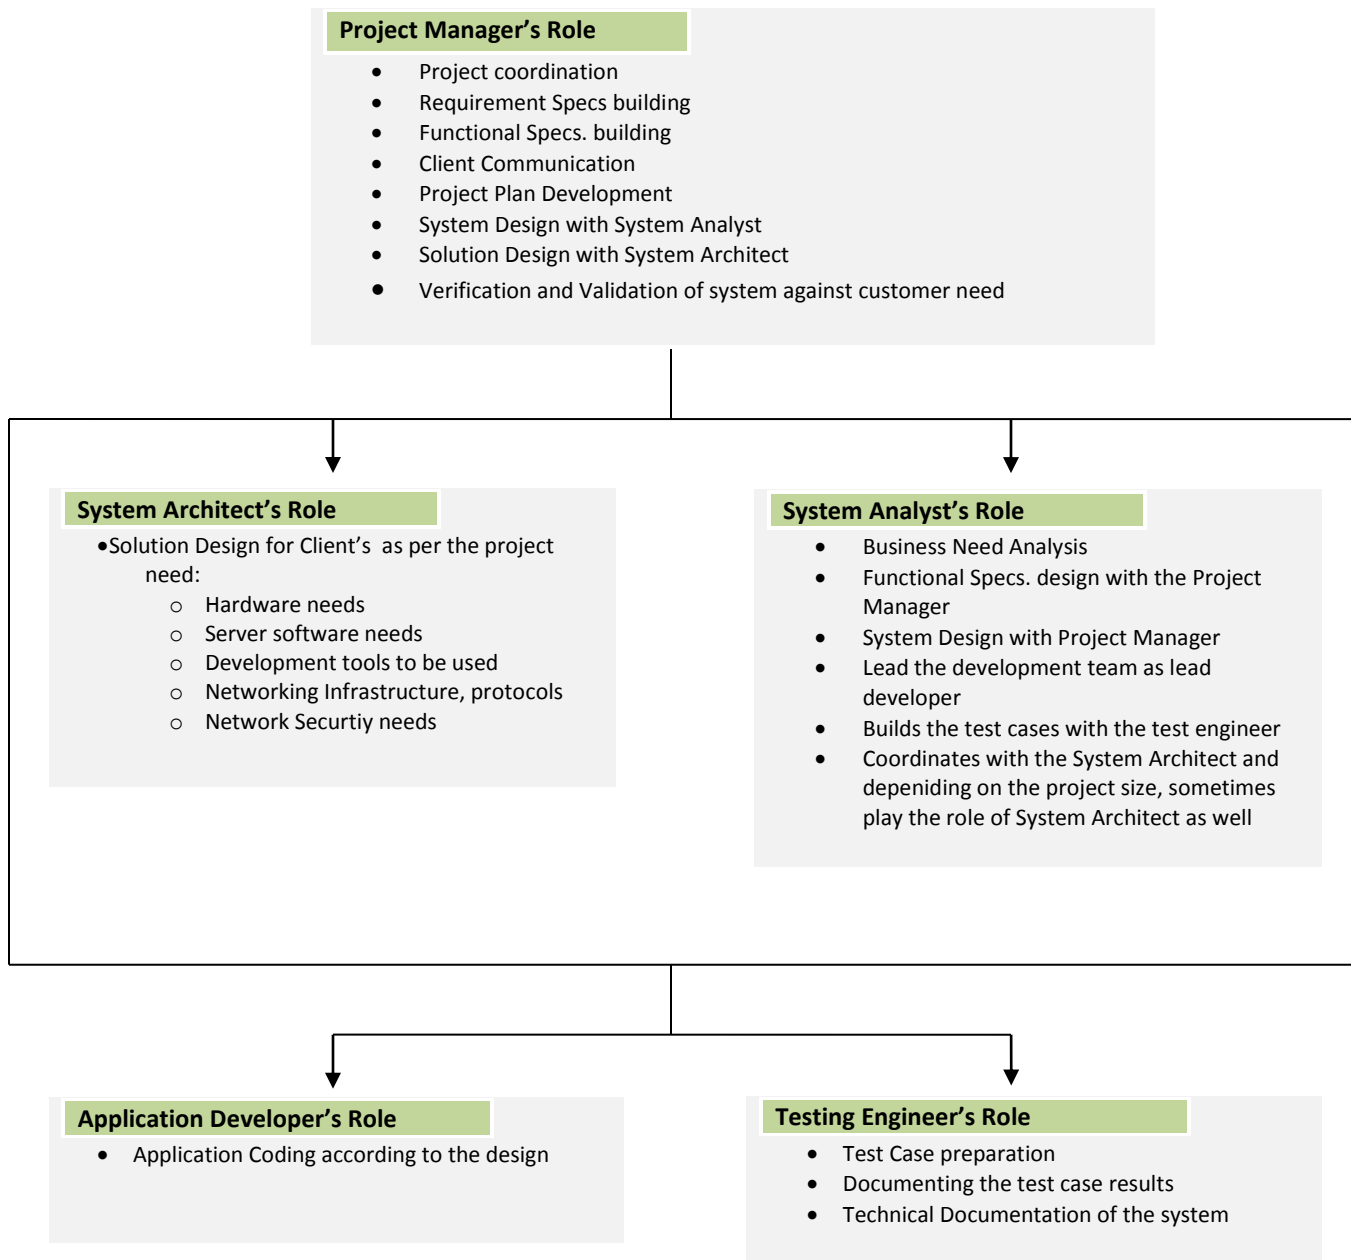 Project Manager’s Role
• Project coordination
• Requirement Specs building
• Functional Specs. building
• Client Communication
• Project Plan Development
• System Design with System Analyst
• Solution Design with System Architect
• Verification and Validation of system against customer need
System Architect’s Role
•Solution Design for Client’s  as per the project
need:
o Hardware needs
o Server software needs
o Development tools to be used
o Networking Infrastructure, protocols
o Network Securtiy needs
System Analyst’s Role
• Business Need Analysis
• Functional Specs. design with the Project
Manager
• System Design with Project Manager
• Lead the development team as lead
developer
• Builds the test cases with the test engineer
• Coordinates with the System Architect and
depeniding on the project size, sometimes
play the role of System Architect as well
Application Developer’s Role
• Application Coding according to the design
Testing Engineer’s Role
• Test Case preparation
• Documenting the test case results
• Technical Documentation of the system